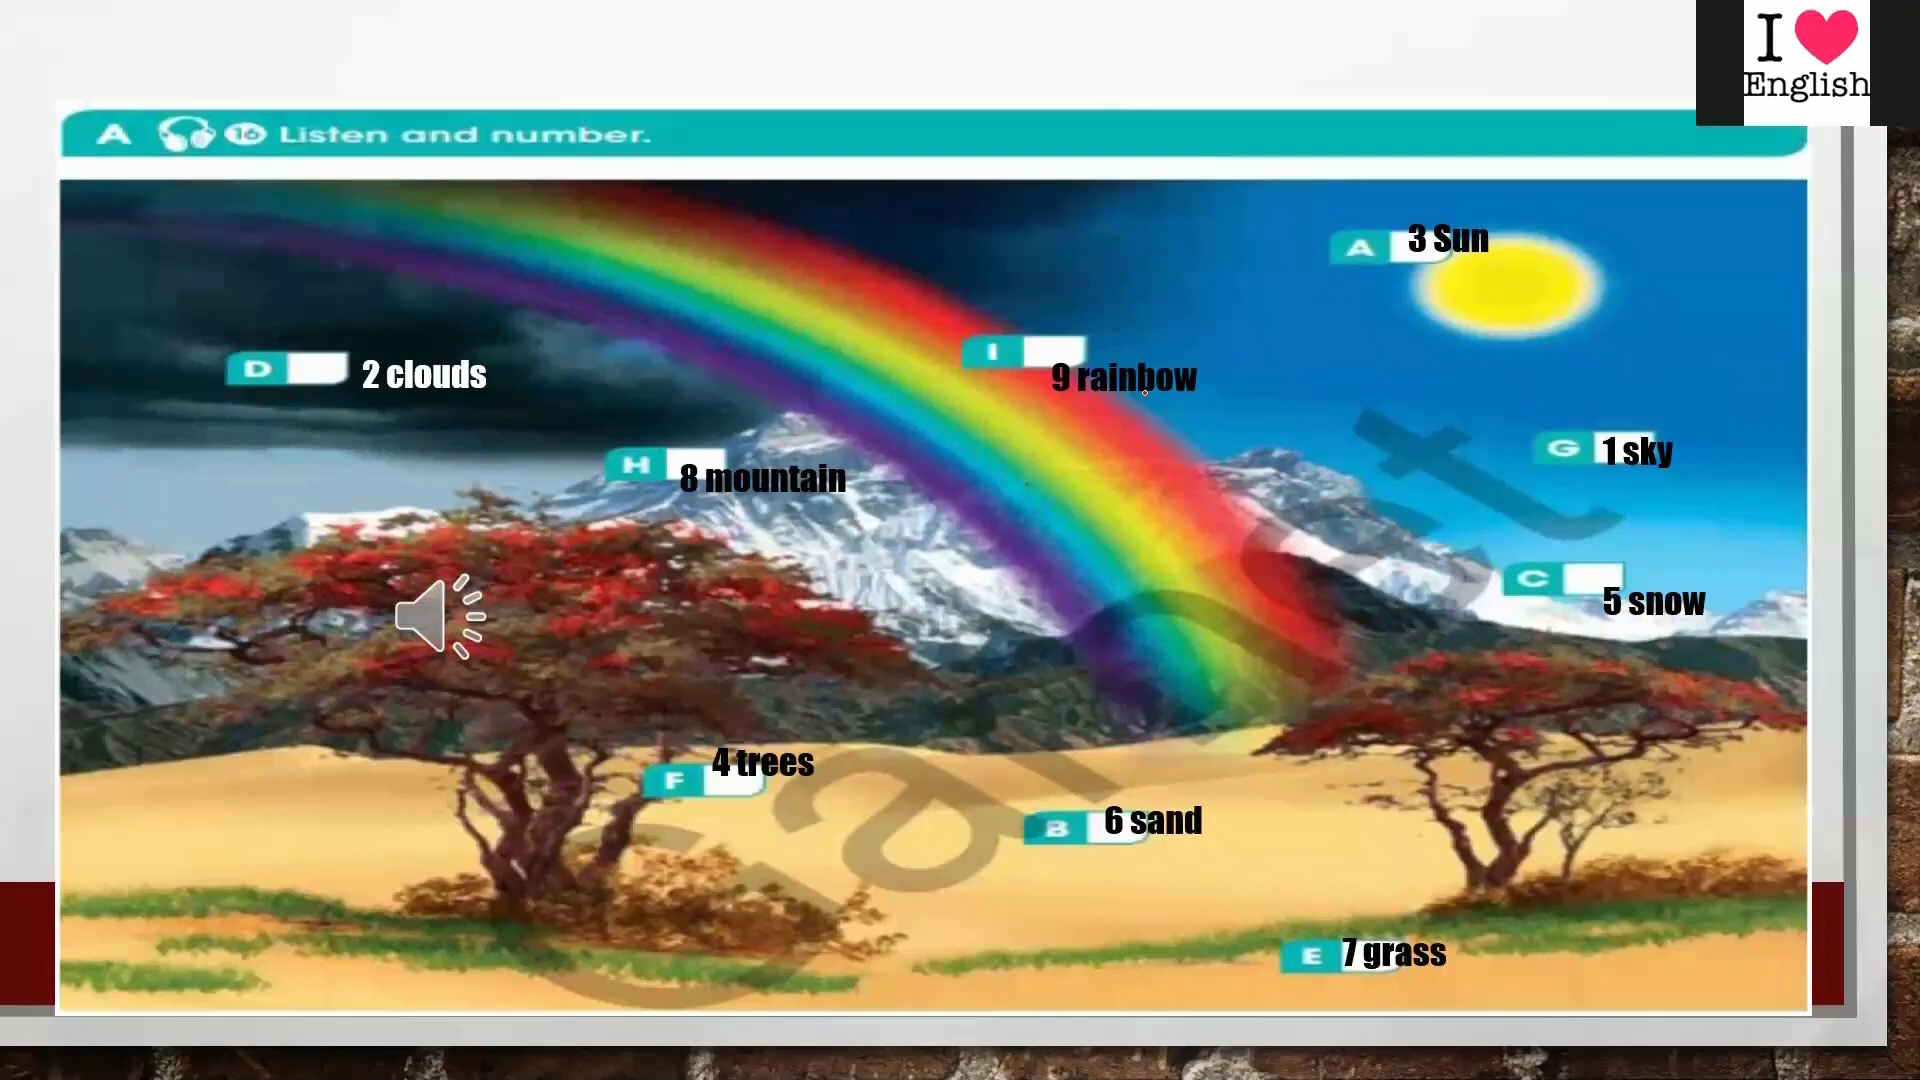 I ❤ English
A 16 Listen and number.
A 3 Sun
I
9 rainbow
D 2 clouds
G 1 sky
H 8 mountain
C
5 snow
F 4 trees
B 6 sand
E 7 grass